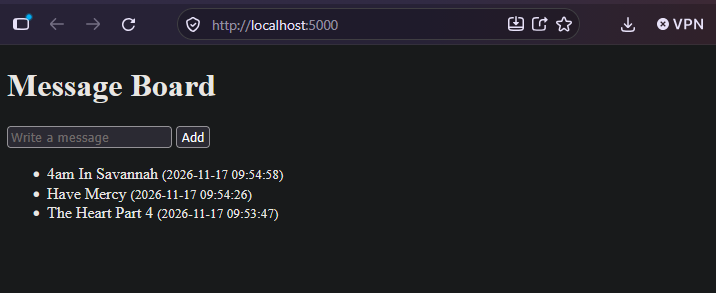 http://localhost:5000
VPN
Message Board
Write a message
Add
4am In Savannah (2026-11-17 09:54:58)
Have Mercy (2026-11-17 09:54:26)
The Heart Part 4 (2026-11-17 09:53:47)